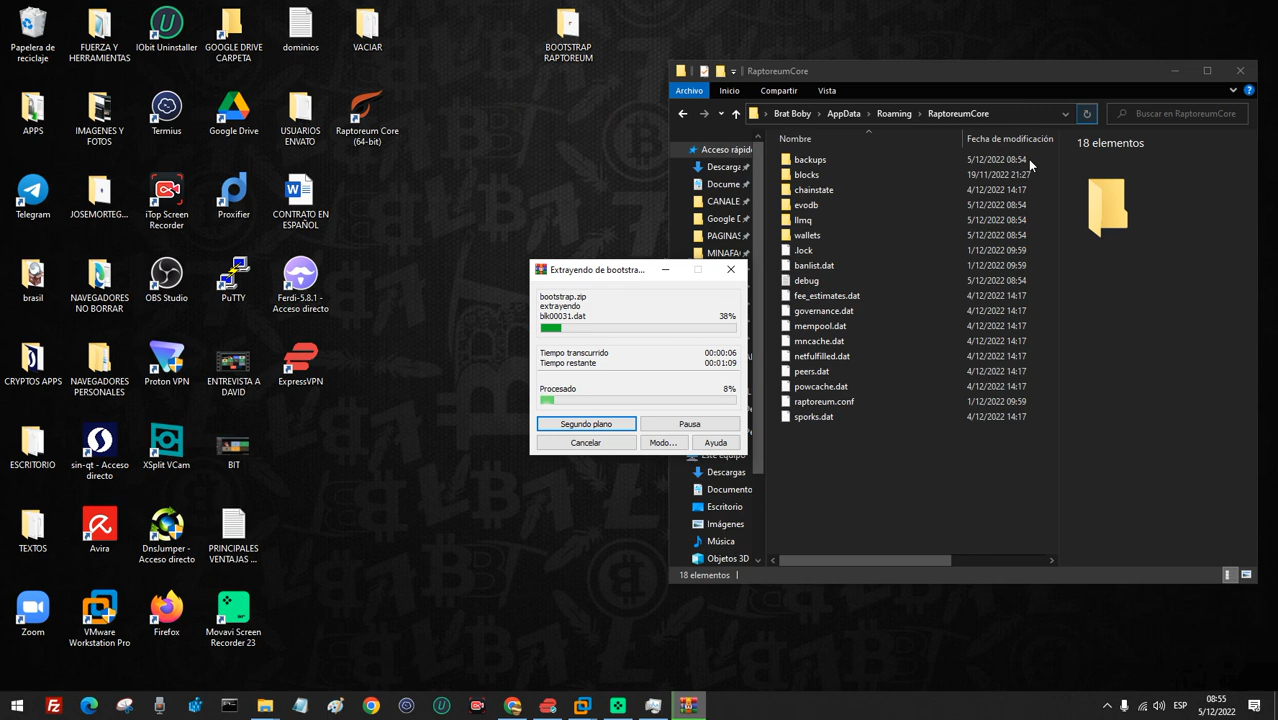 Papelera de
reciclaje
FUERZA Y
HERRAMIENTAS
IObit Uninstaller
GOOGLE DRIVE
CARPETA
dominios
VACIAR
BOOTSTRAP
RAPTOREUM
APPS
IMAGENES Y
FOTOS
Termius
Google Drive
USUARIOS
ENVATO
Raptoreum Core
(64-bit)
Telegram
JOSEMORTEG...
iTop Screen
Recorder
Proxifier
CONTRATO EN
ESPAÑOL
brasil
NAVEGADORES
NO BORRAR
OBS Studio
PuTTY
Ferdi-5.8.1 -
Acceso directo
CRYPTOS APPS
NAVEGADORES
PERSONALES
Proton VPN
ENTREVISTA A
DAVID
ExpressVPN
ESCRITORIO
sin-qt - Acceso
directo
XSplit VCam
BIT
TEXTOS
Avira
DnsJumper -
Acceso directo
PRINCIPALES
VENTAJAS ...
Zoom
VMware
Workstation Pro
Firefox
Movavi Screen
Recorder 23
RaptoreumCore
Archivo Inicio Compartir Vista
Brat Boby > AppData > Roaming > RaptoreumCore
Buscar en RaptoreumCore
Nombre Fecha de modificación
18 elementos
Acceso rápido
Descarga
Docume
CANALE
Google D
PAGINAS
MINAFA
backups 5/12/2022 08:54
blocks 19/11/2022 21:27
chainstate 4/12/2022 14:17
evodb 5/12/2022 08:54
llmq 5/12/2022 08:54
wallets 5/12/2022 08:54
.lock 1/12/2022 09:59
banlist.dat 1/12/2022 09:59
debug 5/12/2022 08:54
fee_estimates.dat 4/12/2022 14:17
governance.dat 4/12/2022 14:17
mempool.dat 4/12/2022 14:17
mncache.dat 4/12/2022 14:17
netfulfilled.dat 4/12/2022 14:17
peers.dat 4/12/2022 14:17
powcache.dat 4/12/2022 14:17
raptoreum.conf 1/12/2022 09:59
sporks.dat 4/12/2022 14:17
Este equipo
Descargas
Documento
Escritorio
Imágenes
Música
Objetos 3D
18 elementos
Extrayendo de bootstra...
bootstrap.zip
extrayendo
blk00031.dat 38%
Tiempo transcurrido 00:00:06
Tiempo restante 00:01:09
Procesado 8%
Segundo plano Pausa
Cancelar Modo... Ayuda
ESP
08:55
5/12/2022